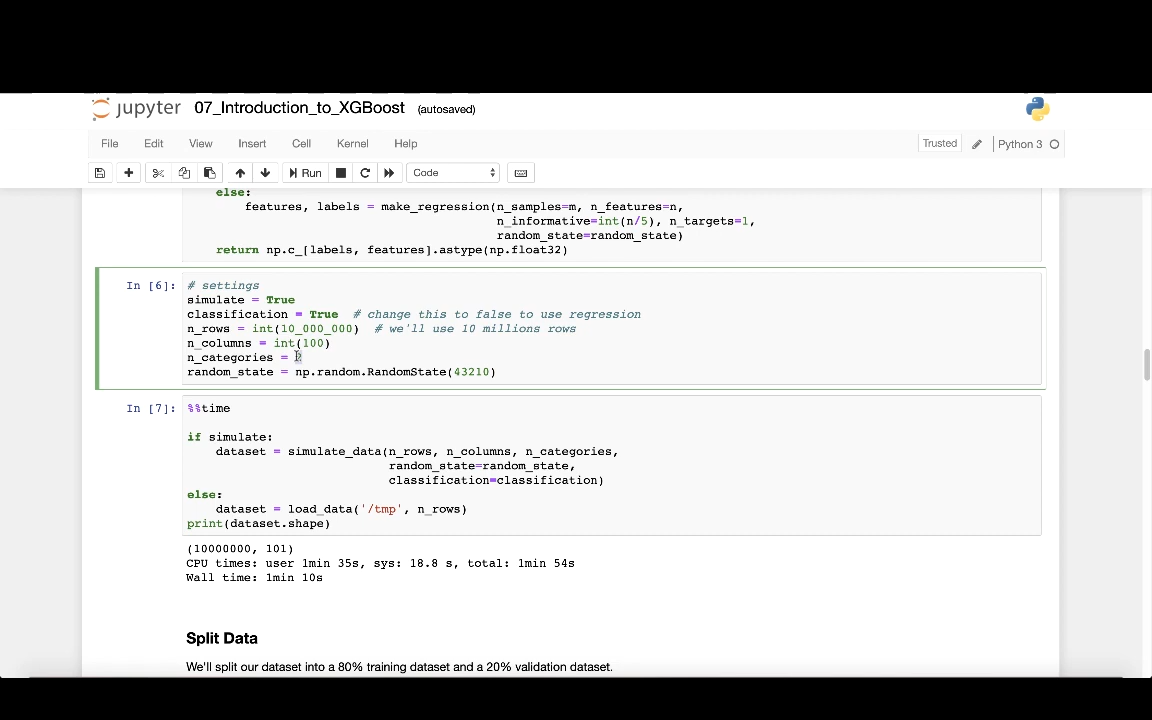 jupyter 07_Introduction_to_XGBoost (autosaved)
File Edit View Insert Cell Kernel Help Trusted Python 3
Run Code
else:
features, labels = make_regression(n_samples=m, n_features=n,
n_informative=int(n/5), n_targets=1,
random_state=random_state)
return np.c_[labels, features].astype(np.float32)
In [6]: # settings
simulate = True
classification = True # change this to false to use regression
n_rows = int(10_000_000) # we'll use 10 millions rows
n_columns = int(100)
n_categories =
random_state = np.random.RandomState(43210)
In [7]: %%time
if simulate:
dataset = simulate_data(n_rows, n_columns, n_categories,
random_state=random_state,
classification=classification)
else:
dataset = load_data('/tmp', n_rows)
print(dataset.shape)
(10000000, 101)
CPU times: user 1min 35s, sys: 18.8 s, total: 1min 54s
Wall time: 1min 10s
Split Data
We'll split our dataset into a 80% training dataset and a 20% validation dataset.